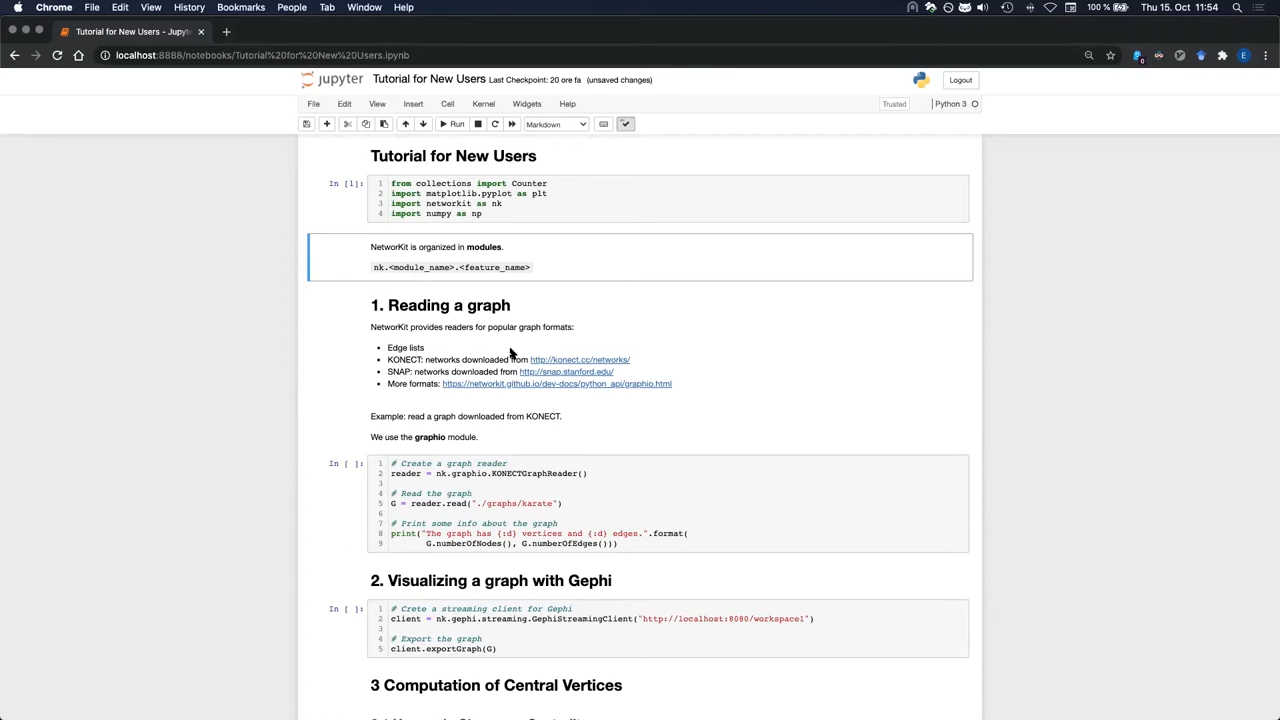 Chrome File Edit View History Bookmarks People Tab Window Help 100 % Thu 15. Oct 11:54
Tutorial for New Users - Jupyt
localhost:8888/notebooks/Tutorial%20for%20New%20Users.ipynb
0 E
jupyter Tutorial for New Users Last Checkpoint: 20 ore fa (unsaved changes) Logout
File Edit View Insert Cell Kernel Widgets Help Trusted Python 3
Run Markdown
Tutorial for New Users
In [1]: 1 from collections import Counter
2 import matplotlib.pyplot as plt
3 import networkit as nk
4 import numpy as np
NetworKit is organized in modules.
nk.<module_name>.<feature_name>
1. Reading a graph
NetworKit provides readers for popular graph formats:
• Edge lists
• KONECT: networks downloaded from http://konect.cc/networks/
• SNAP: networks downloaded from http://snap.stanford.edu/
• More formats: https://networkit.github.io/dev-docs/python_api/graphio.html
Example: read a graph downloaded from KONECT.
We use the graphio module.
In [ ]: 1 # Create a graph reader
2 reader = nk.graphio.KONECTGraphReader()
3
4 # Read the graph
5 G = reader.read("./graphs/karate")
6
7 # Print some info about the graph
8 print("The graph has {:d} vertices and {:d} edges.".format(
9 G.numberOfNodes(), G.numberOfEdges()))
2. Visualizing a graph with Gephi
In [ ]: 1 # Crete a streaming client for Gephi
2 client = nk.gephi.streaming.GephiStreamingClient("http://localhost:8080/workspace1")
3
4 # Export the graph
5 client.exportGraph(G)
3 Computation of Central Vertices